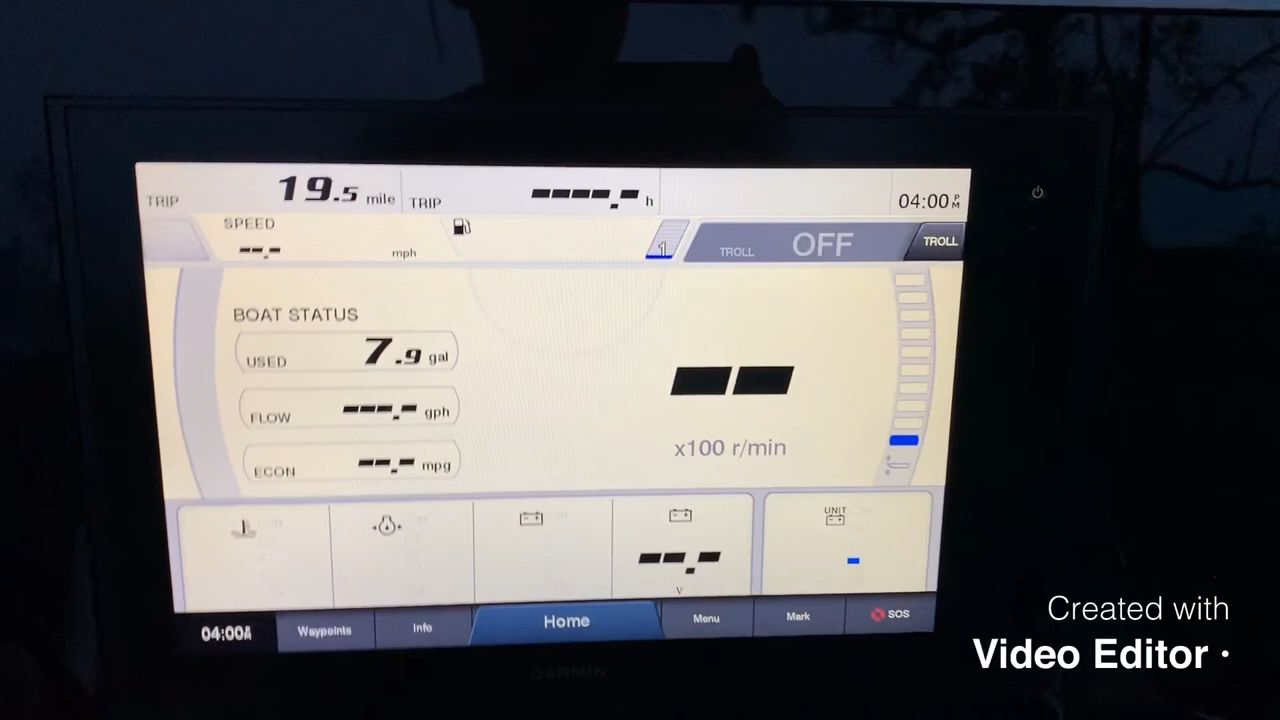 TRIP 19.5 mile TRIP ----.- h 04:00 PM
SPEED
--.- mph 1 TROLL OFF TROLL
BOAT STATUS
USED 7.9 gal
FLOW ---.- gph
ECON --.- mpg
--
x100 r/min
UNIT
--.-
-
V
04:00A Waypoints Info Home Menu Mark SOS
GARMIN
Created with
Video Editor •